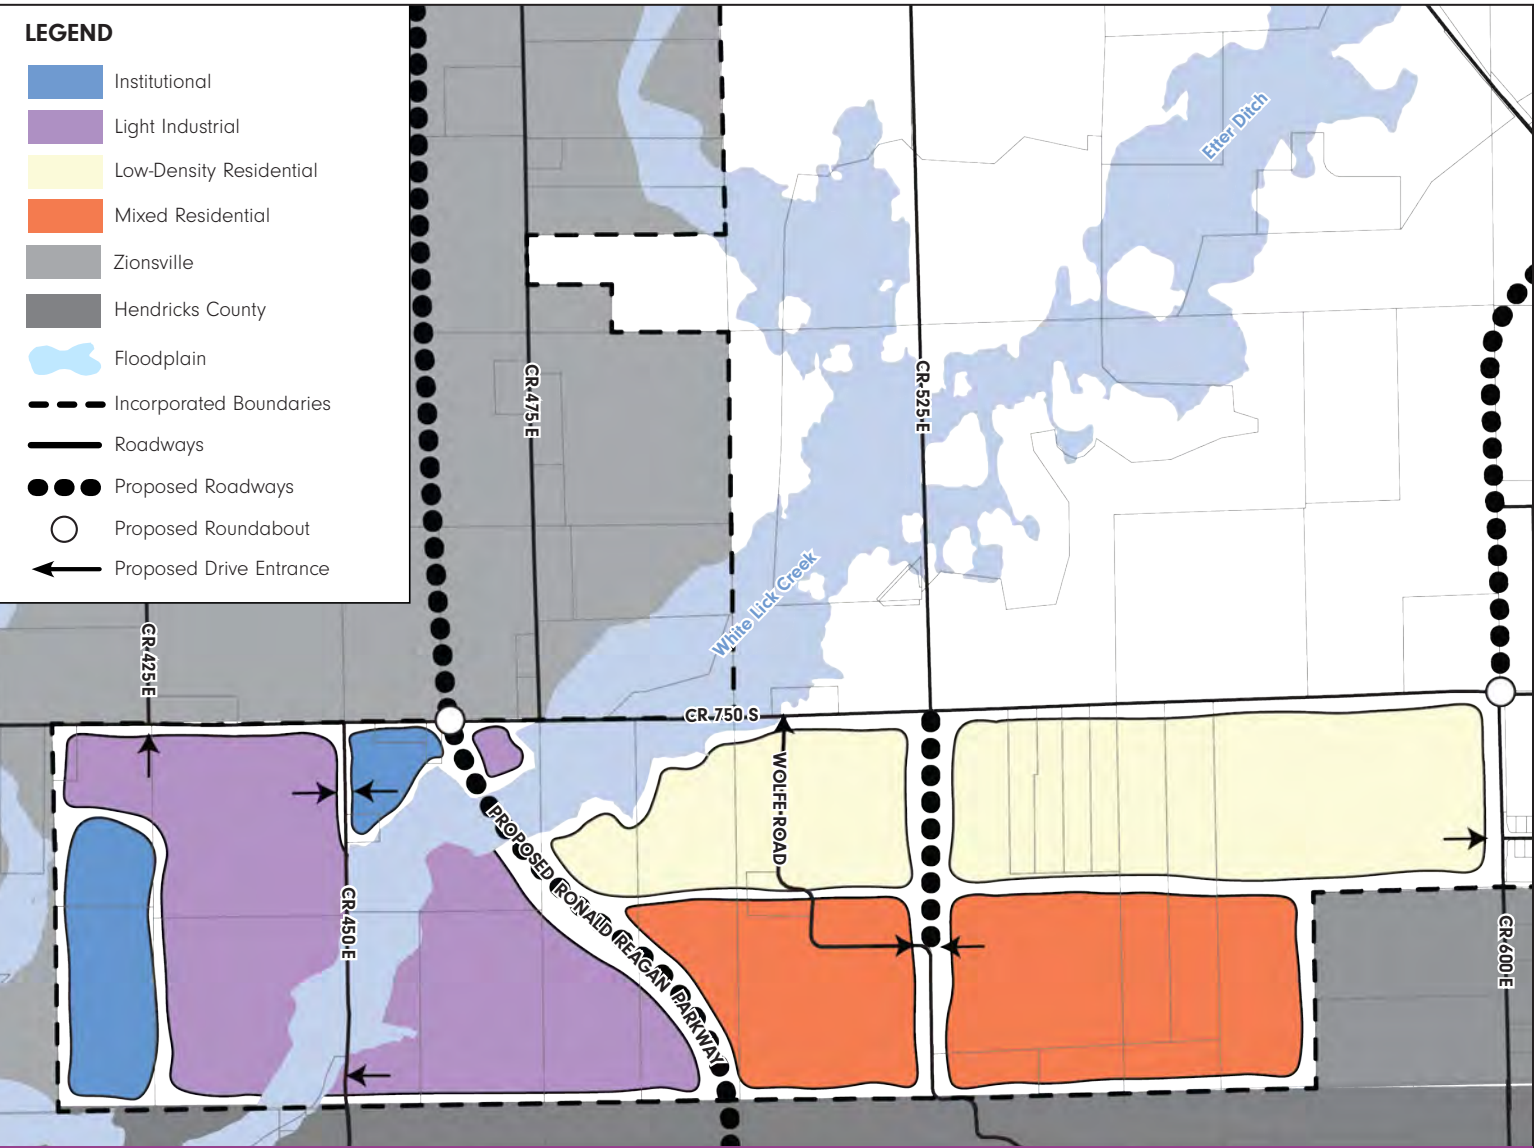 LEGEND
Institutional
Light Industrial
Low-Density Residential
Mixed Residential
Zionsville
Hendricks County
Floodplain
Incorporated Boundaries
Roadways
Proposed Roadways
Proposed Roundabout
Proposed Drive Entrance
Etter Ditch
CR 475 E
CR 525 E
White Lick Creek
CR 425 E
CR 750 S
WOLFE ROAD
PROPOSED RONALD REAGAN PARKWAY
CR 450 E
CR 600 E